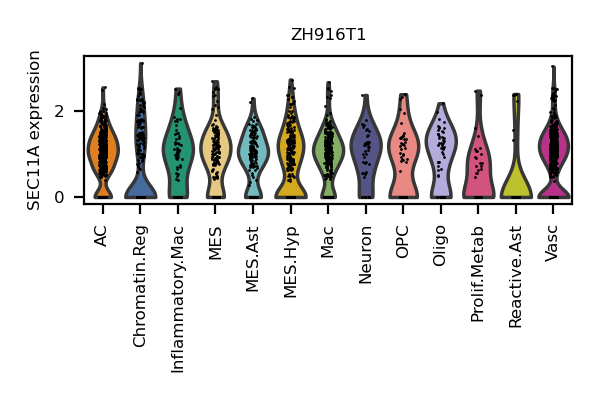 ZH916T1
SEC11A expression
2
0
AC
Chromatin.Reg
Inflammatory.Mac
MES
MES.Ast
MES.Hyp
Mac
Neuron
OPC
Oligo
Prolif.Metab
Reactive.Ast
Vasc